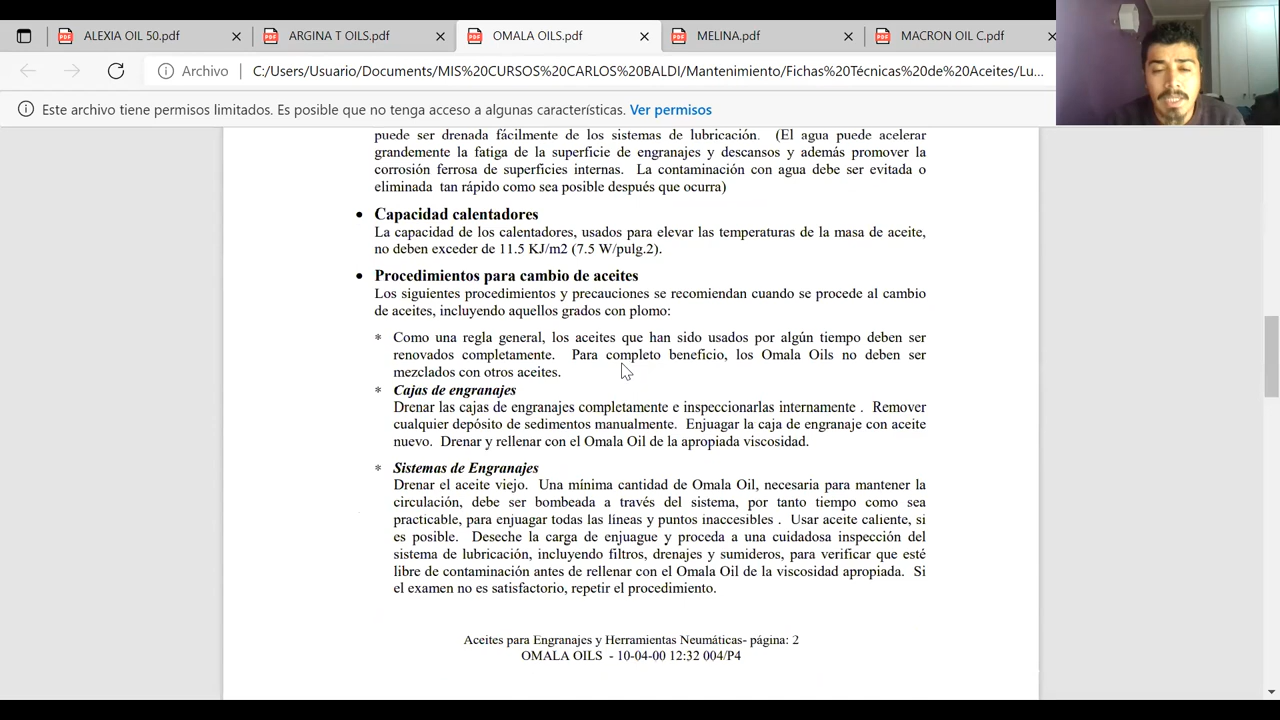 ALEXIA OIL 50.pdf
ARGINA T OILS.pdf
OMALA OILS.pdf
MELINA.pdf
MACRON OIL C.pdf
Archivo
C:/Users/Usuario/Documents/MIS%20CURSOS%20CARLOS%20BALDI/Mantenimiento/Fichas%20Técnicas%20de%20Aceites/Lu...
Este archivo tiene permisos limitados. Es posible que no tenga acceso a algunas características. Ver permisos
puede ser drenada fácilmente de los sistemas de lubricación. (El agua puede acelerar
grandemente la fatiga de la superficie de engranajes y descansos y además promover la
corrosión ferrosa de superficies internas. La contaminación con agua debe ser evitada o
eliminada tan rápido como sea posible después que ocurra)
• Capacidad calentadores
La capacidad de los calentadores, usados para elevar las temperaturas de la masa de aceite,
no deben exceder de 11.5 KJ/m2 (7.5 W/pulg.2).
• Procedimientos para cambio de aceites
Los siguientes procedimientos y precauciones se recomiendan cuando se procede al cambio
de aceites, incluyendo aquellos grados con plomo:
* Como una regla general, los aceites que han sido usados por algún tiempo deben ser
renovados completamente. Para completo beneficio, los Omala Oils no deben ser
mezclados con otros aceites.
* Cajas de engranajes
Drenar las cajas de engranajes completamente e inspeccionarlas internamente . Remover
cualquier depósito de sedimentos manualmente. Enjuagar la caja de engranaje con aceite
nuevo. Drenar y rellenar con el Omala Oil de la apropiada viscosidad.
* Sistemas de Engranajes
Drenar el aceite viejo. Una mínima cantidad de Omala Oil, necesaria para mantener la
circulación, debe ser bombeada a través del sistema, por tanto tiempo como sea
practicable, para enjuagar todas las líneas y puntos inaccesibles . Usar aceite caliente, si
es posible. Deseche la carga de enjuague y proceda a una cuidadosa inspección del
sistema de lubricación, incluyendo filtros, drenajes y sumideros, para verificar que esté
libre de contaminación antes de rellenar con el Omala Oil de la viscosidad apropiada. Si
el examen no es satisfactorio, repetir el procedimiento.
Aceites para Engranajes y Herramientas Neumáticas- página: 2
OMALA OILS - 10-04-00 12:32 004/P4